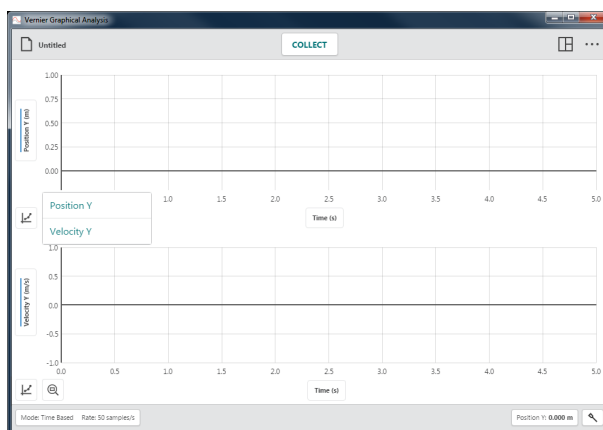 Vernier Graphical Analysis
Untitled
COLLECT
1.00
0.75
0.50
0.25
0.00
Position Y (m)
1.0 1.5 2.0 2.5 3.0 3.5 4.0 4.5 5.0
Time (s)
Position Y
Velocity Y
1.0
0.5
0.0
-0.5
-1.0
Velocity Y (m/s)
0.0 0.5 1.0 1.5 2.0 2.5 3.0 3.5 4.0 4.5 5.0
Time (s)
Mode: Time Based Rate: 50 samples/s
Position Y: 0.000 m